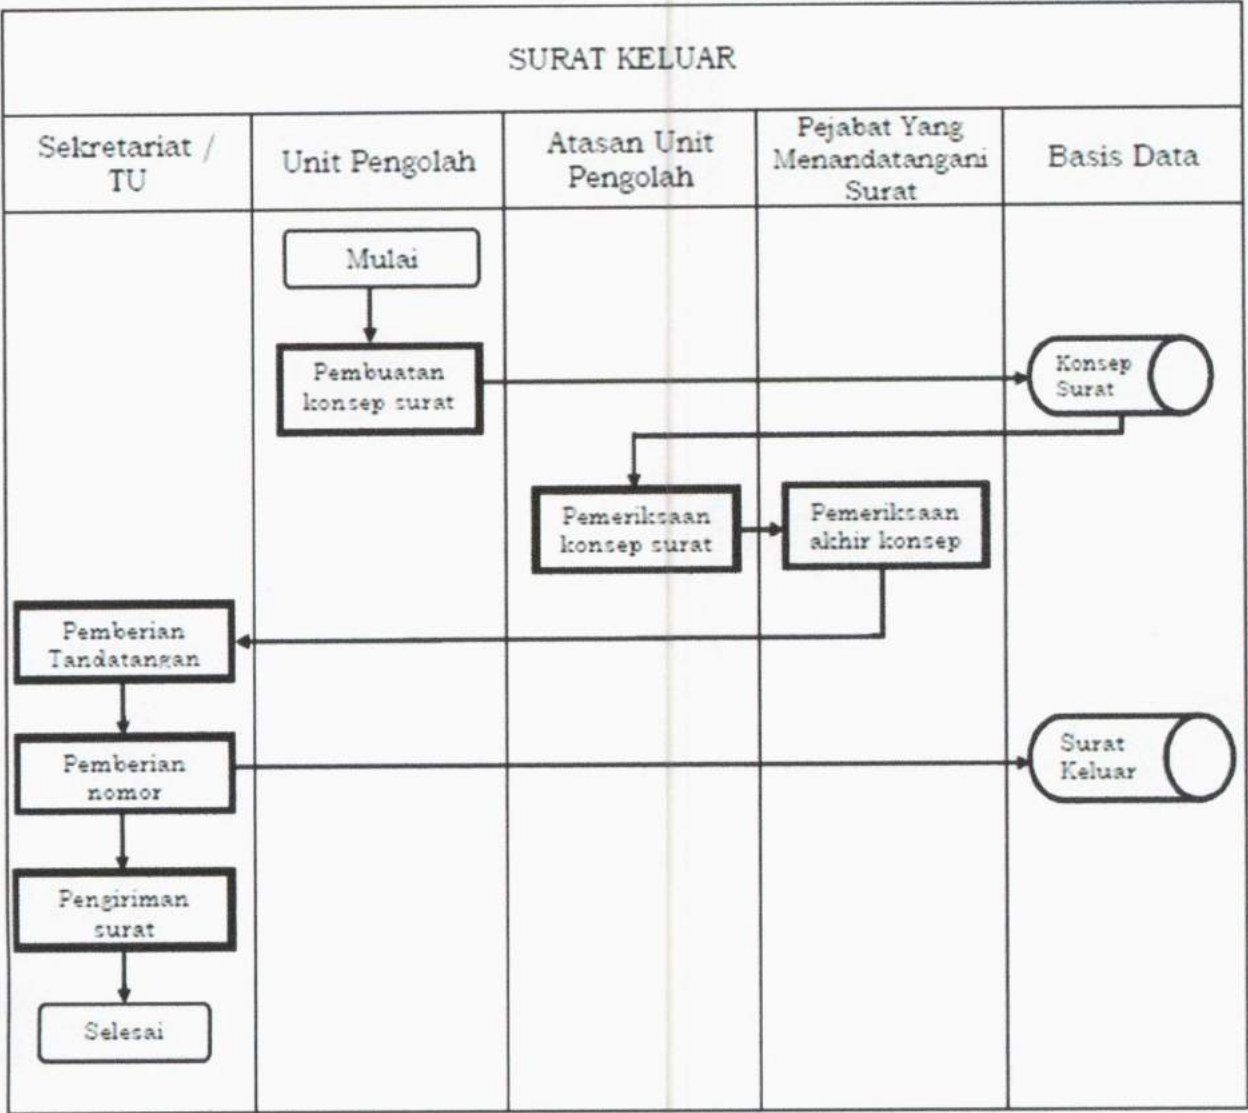 SURAT KELUAR
Sekretariat /
TU
Unit Pengolah
Atasan Unit
Pengolah
Pejabat Yang
Menandatangani
Surat
Basis Data
Mulai
Pembuatan
konsep surat
Konsep
Surat
Pemeriksaan
konsep surat
Pemeriksaan
akhir konsep
Pemberian
Tandatangan
Pemberian
nomor
Surat
Keluar
Pengiriman
surat
Selesai